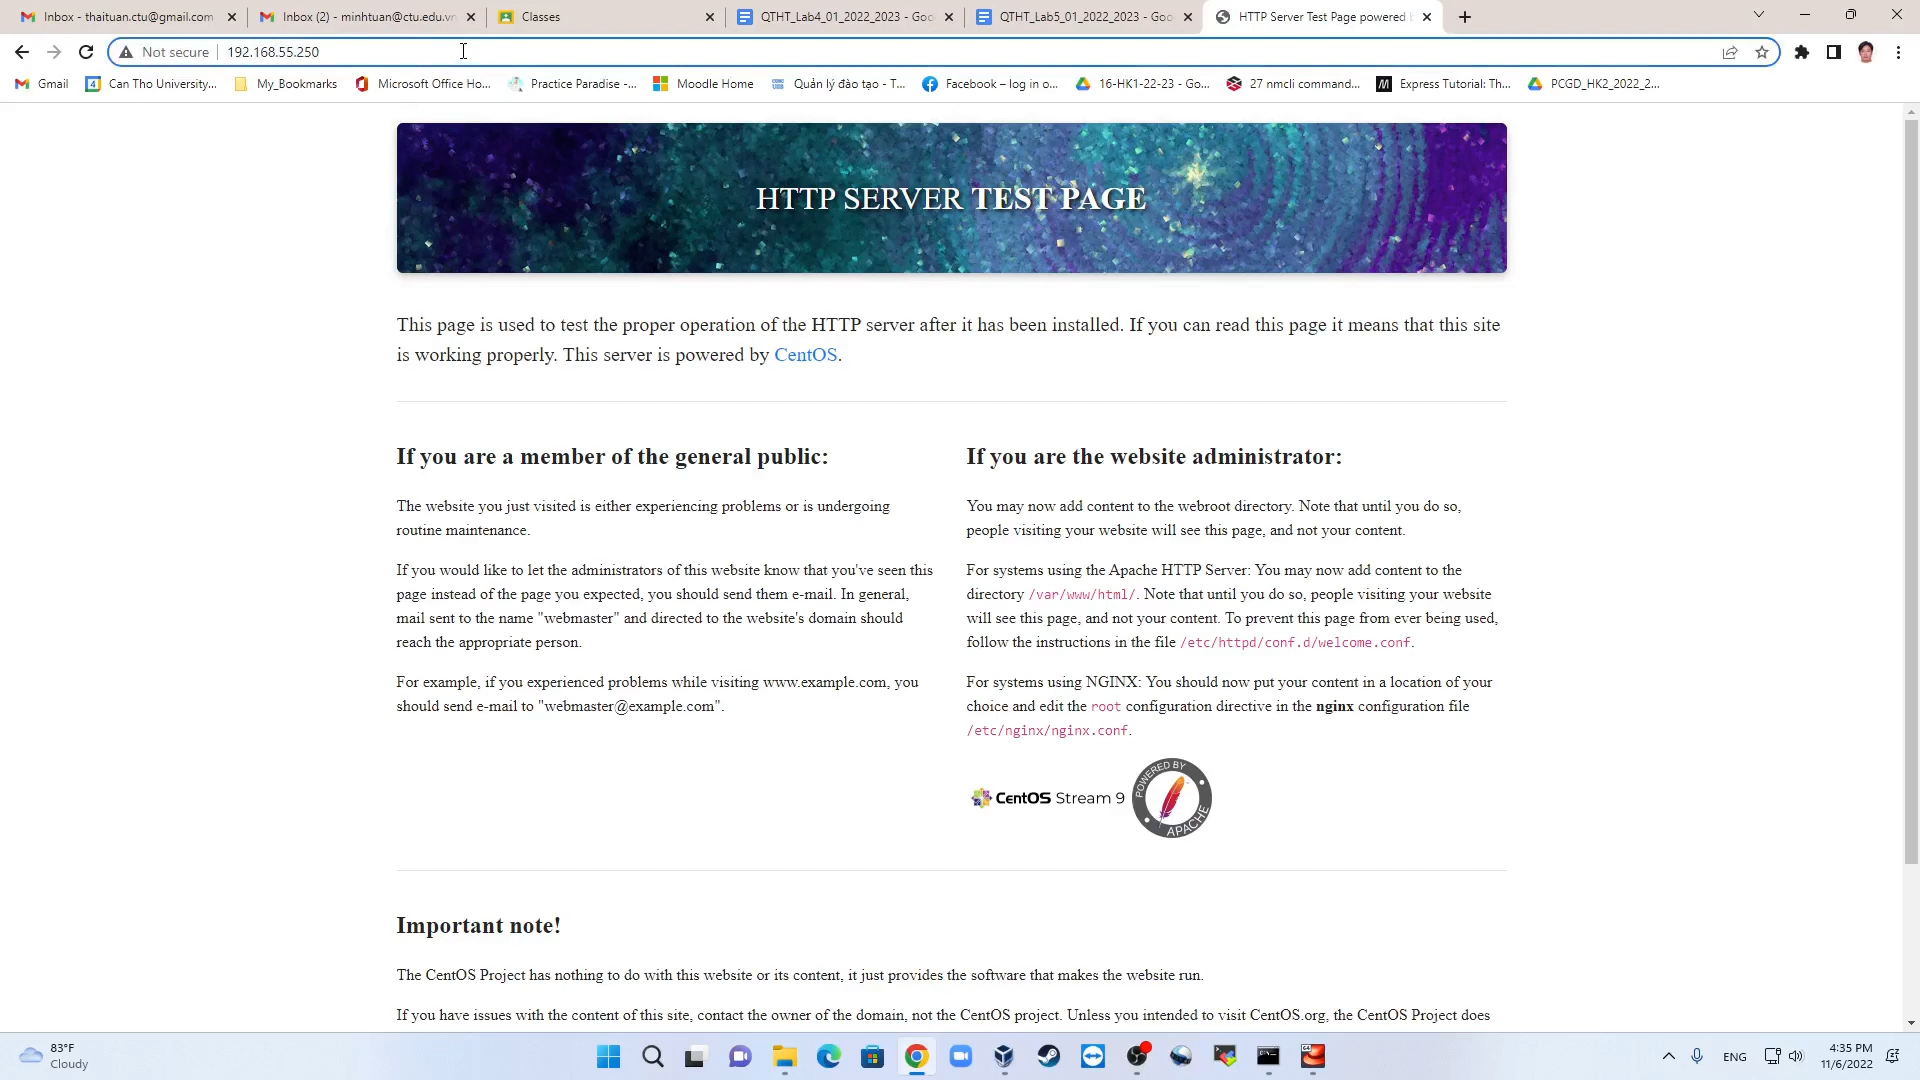 Inbox - thaituan.ctu@gmail.com
Inbox (2) - minhtuan@ctu.edu.vn
Classes
QTHT_Lab4_01_2022_2023 - Goo
QTHT_Lab5_01_2022_2023 - Goo
HTTP Server Test Page powered b
Not secure
192.168.55.250
Gmail
Can Tho University...
My_Bookmarks
Microsoft Office Ho...
Practice Paradise -...
Moodle Home
Quản lý đào tạo - T...
Facebook – log in o...
16-HK1-22-23 - Go...
27 nmcli command...
Express Tutorial: Th...
PCGD_HK2_2022_2...
HTTP SERVER TEST PAGE
This page is used to test the proper operation of the HTTP server after it has been installed. If you can read this page it means that this site
is working properly. This server is powered by CentOS.
If you are a member of the general public:
The website you just visited is either experiencing problems or is undergoing
routine maintenance.
If you would like to let the administrators of this website know that you've seen this
page instead of the page you expected, you should send them e-mail. In general,
mail sent to the name "webmaster" and directed to the website's domain should
reach the appropriate person.
For example, if you experienced problems while visiting www.example.com, you
should send e-mail to "webmaster@example.com".
If you are the website administrator:
You may now add content to the webroot directory. Note that until you do so,
people visiting your website will see this page, and not your content.
For systems using the Apache HTTP Server: You may now add content to the
directory /var/www/html/. Note that until you do so, people visiting your website
will see this page, and not your content. To prevent this page from ever being used,
follow the instructions in the file /etc/httpd/conf.d/welcome.conf.
For systems using NGINX: You should now put your content in a location of your
choice and edit the root configuration directive in the nginx configuration file
/etc/nginx/nginx.conf.
CentOS Stream 9
POWERED BY
APACHE
Important note!
The CentOS Project has nothing to do with this website or its content, it just provides the software that makes the website run.
If you have issues with the content of this site, contact the owner of the domain, not the CentOS project. Unless you intended to visit CentOS.org, the CentOS Project does
83°F
Cloudy
ENG
4:35 PM
11/6/2022